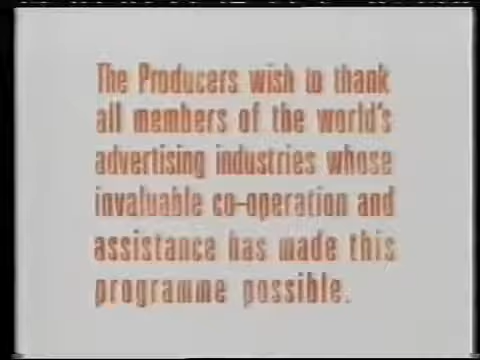 The Producers wish to thank
all members of the world's
advertising industries whose
invaluable co-operation and
assistance has made this
programme possible.